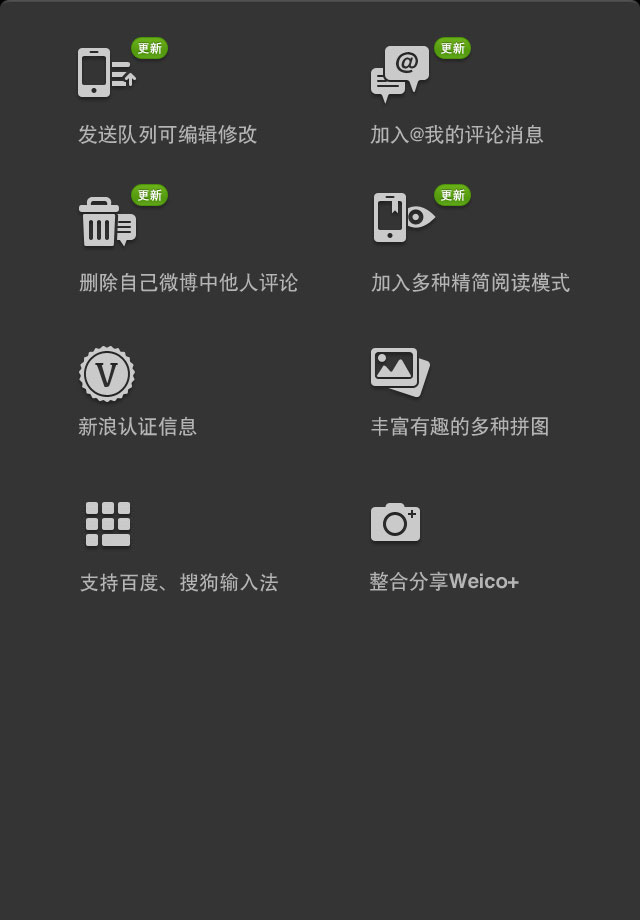 更新
更新
@
发送队列可编辑修改
加入@我的评论消息
更新
更新
删除自己微博中他人评论
加入多种精简阅读模式
V
新浪认证信息
丰富有趣的多种拼图
支持百度、搜狗输入法
整合分享Weico+